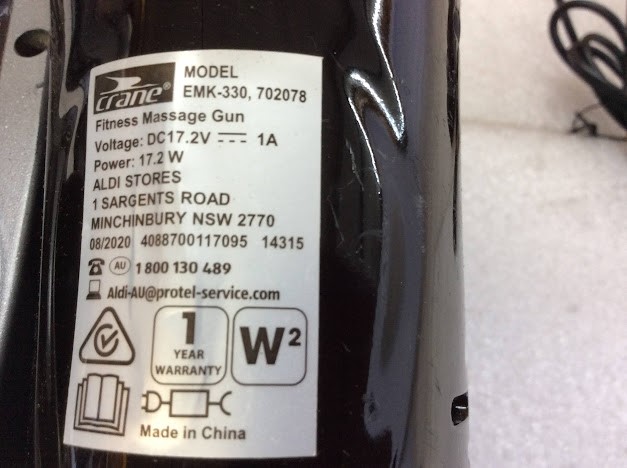 crane®
MODEL
EMK-330, 702078
Fitness Massage Gun
Voltage: DC17.2V ⎓ 1A
Power: 17.2 W
ALDI STORES
1 SARGENTS ROAD
MINCHINBURY NSW 2770
08/2020 4088700117095 14315
AU 1 800 130 489
Aldi-AU@protel-service.com
1
YEAR
WARRANTY
W²
Made in China